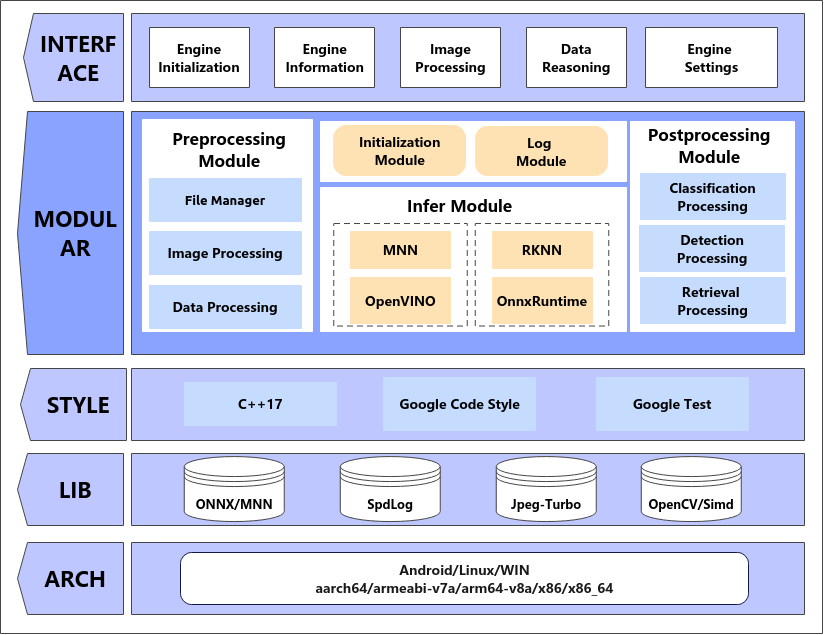 INTERF
ACE
Engine
Initialization
Engine
Information
Image
Processing
Data
Reasoning
Engine
Settings
MODUL
AR
Preprocessing
Module
File Manager
Image Processing
Data Processing
Initialization
Module
Log
Module
Infer Module
MNN
OpenVINO
RKNN
OnnxRuntime
Postprocessing
Module
Classification
Processing
Detection
Processing
Retrieval
Processing
STYLE
C++17
Google Code Style
Google Test
LIB
ONNX/MNN
SpdLog
Jpeg-Turbo
OpenCV/Simd
ARCH
Android/Linux/WIN
aarch64/armeabi-v7a/arm64-v8a/x86/x86_64